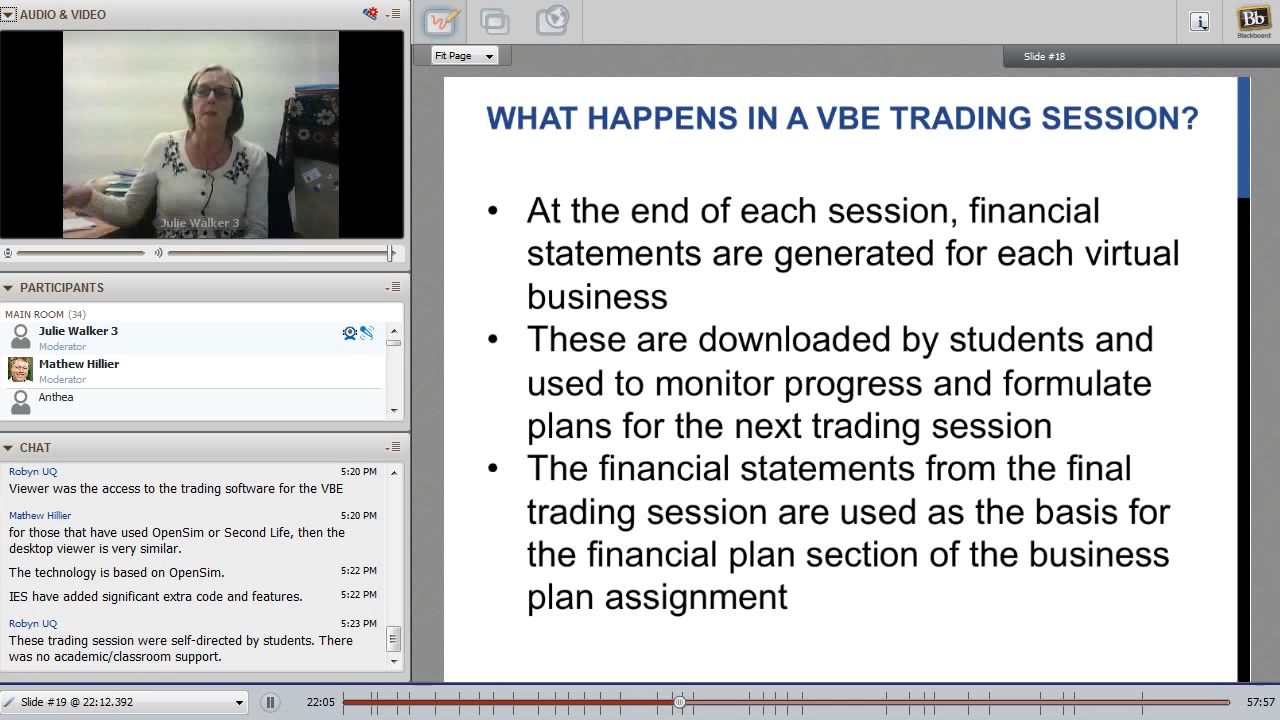 AUDIO & VIDEO
Julie Walker 3
PARTICIPANTS
MAIN ROOM (34)
Julie Walker 3
Moderator
Mathew Hillier
Moderator
Anthea
CHAT
Robyn UQ 5:20 PM
Viewer was the access to the trading software for the VBE
Mathew Hillier 5:20 PM
for those that have used OpenSim or Second Life, then the
desktop viewer is very similar.
The technology is based on OpenSim. 5:22 PM
IES have added significant extra code and features. 5:22 PM
Robyn UQ 5:23 PM
These trading session were self-directed by students. There
was no academic/classroom support.
Fit Page
Slide #18
Bb
Blackboard
WHAT HAPPENS IN A VBE TRADING SESSION?
• At the end of each session, financial
statements are generated for each virtual
business
• These are downloaded by students and
used to monitor progress and formulate
plans for the next trading session
• The financial statements from the final
trading session are used as the basis for
the financial plan section of the business
plan assignment
Slide #19 @ 22:12.392
22:05
57:57